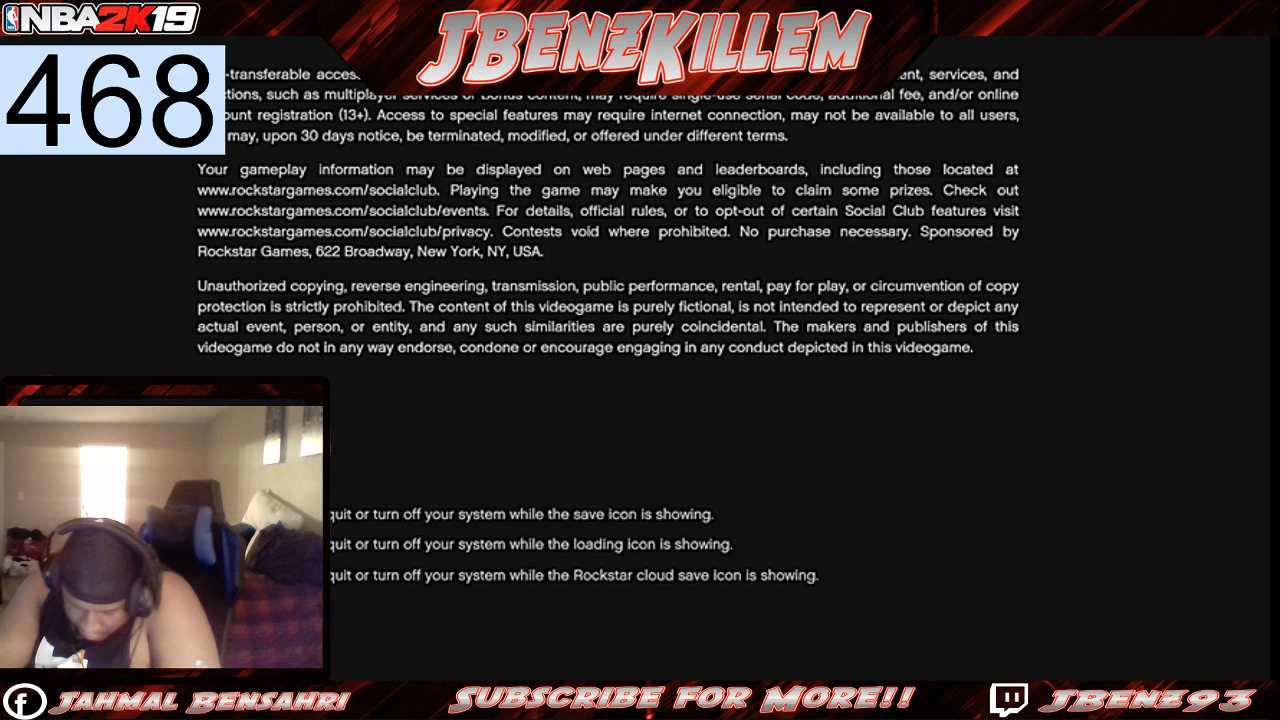 NBA2K19
JBENZKILLEM
468
-transferable access
ent, services, and
multiplayer services or bonus content, may require single-use serial code, additional fee, and/or online
ount registration (13+). Access to special features may require internet connection, may not be available to all users,
may, upon 30 days notice, be terminated, modified, or offered under different terms.
Your gameplay information may be displayed on web pages and leaderboards, including those located at
www.rockstargames.com/socialclub. Playing the game may make you eligible to claim some prizes. Check out
www.rockstargames.com/socialclub/events. For details, official rules, or to opt-out of certain Social Club features visit
www.rockstargames.com/socialclub/privacy. Contests void where prohibited. No purchase necessary. Sponsored by
Rockstar Games, 622 Broadway, New York, NY, USA.
Unauthorized copying, reverse engineering, transmission, public performance, rental, pay for play, or circumvention of copy
protection is strictly prohibited. The content of this videogame is purely fictional, is not intended to represent or depict any
actual event, person, or entity, and any such similarities are purely coincidental. The makers and publishers of this
videogame do not in any way endorse, condone or encourage engaging in any conduct depicted in this videogame.
quit or turn off your system while the save icon is showing.
quit or turn off your system while the loading icon is showing.
quit or turn off your system while the Rockstar cloud save icon is showing.
JAHMAL BENSAHRI
SUBSCRIBE FOR MORE!!
JBENZ93